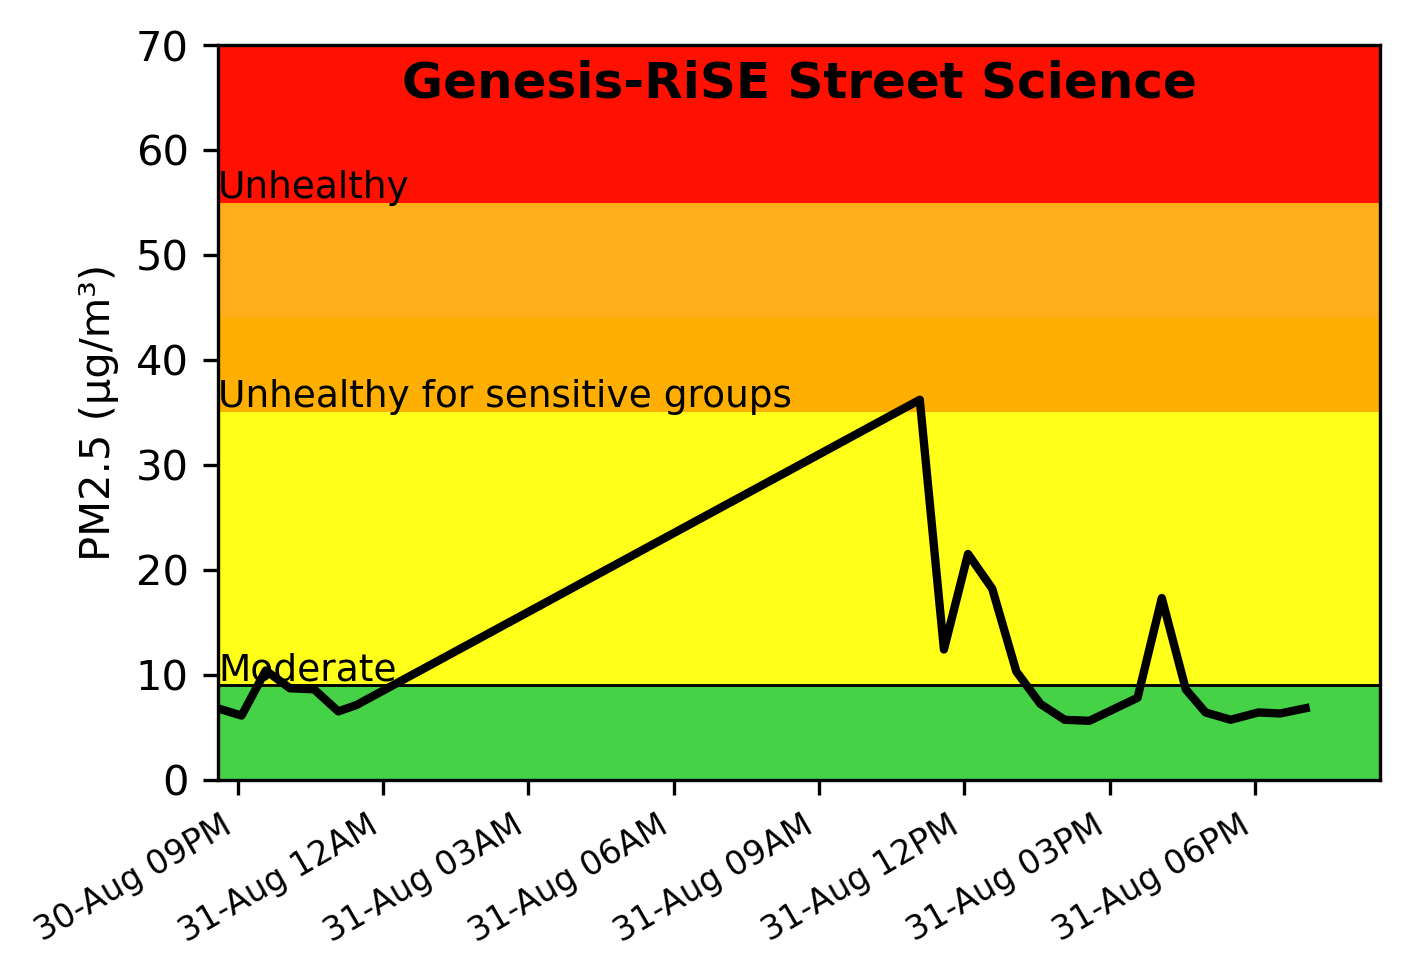 Genesis-RiSE Street Science
PM2.5 (µg/m³)
70
60
Unhealthy
50
40
Unhealthy for sensitive groups
30
20
10
Moderate
0
30-Aug 09PM
31-Aug 12AM
31-Aug 03AM
31-Aug 06AM
31-Aug 09AM
31-Aug 12PM
31-Aug 03PM
31-Aug 06PM